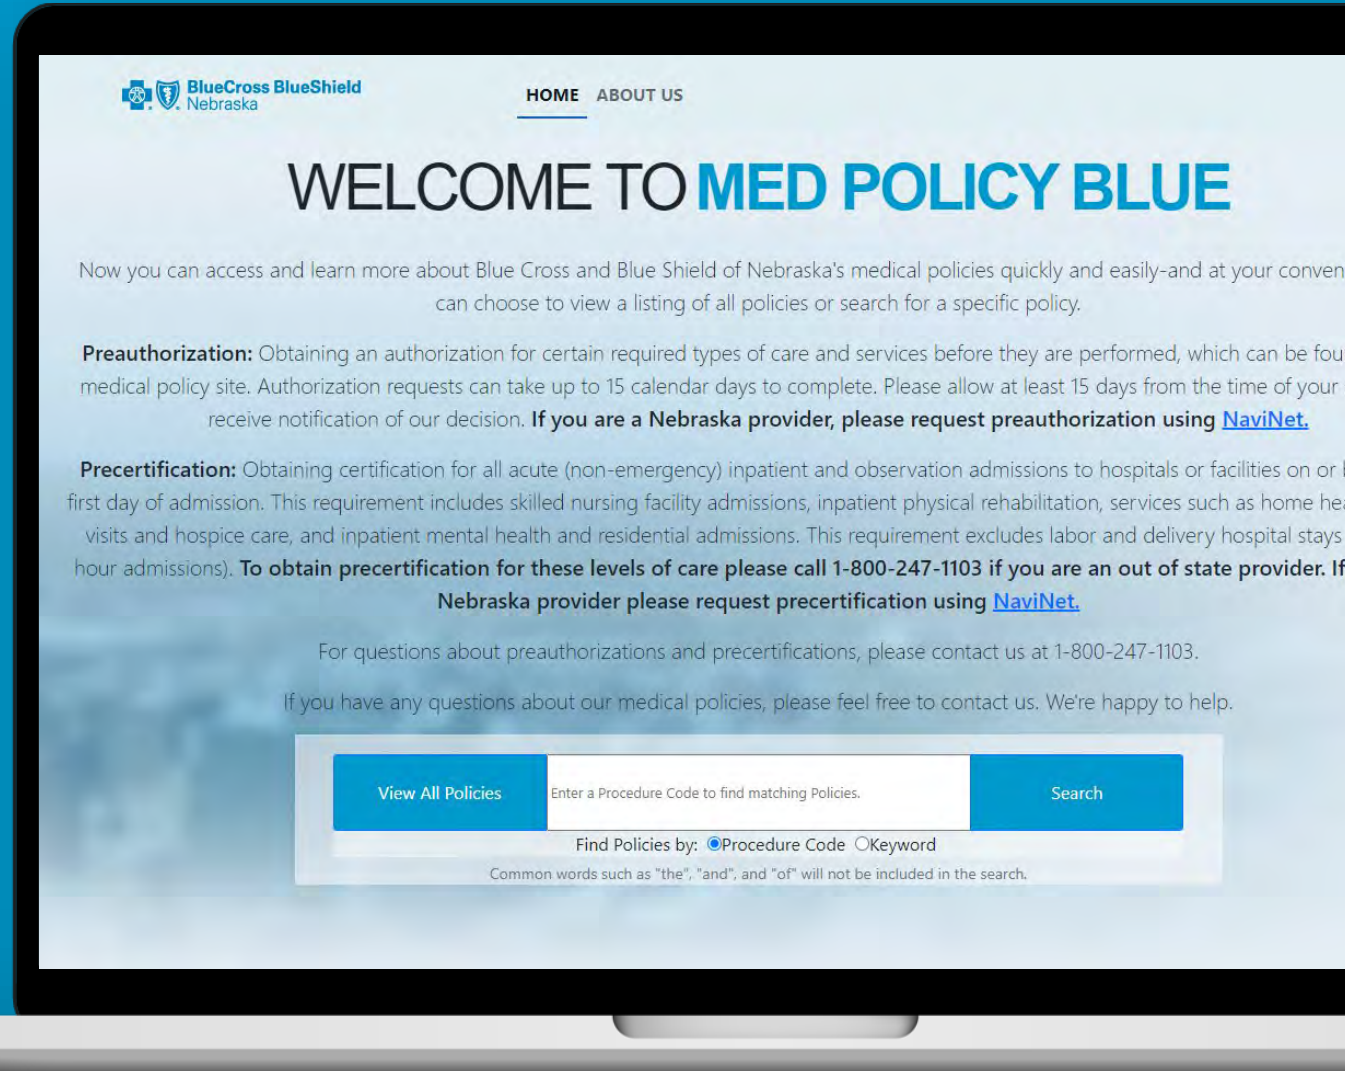 BlueCross BlueShield
Nebraska
HOME ABOUT US
WELCOME TO MED POLICY BLUE
Now you can access and learn more about Blue Cross and Blue Shield of Nebraska's medical policies quickly and easily-and at your conven
can choose to view a listing of all policies or search for a specific policy.
Preauthorization: Obtaining an authorization for certain required types of care and services before they are performed, which can be fou
medical policy site. Authorization requests can take up to 15 calendar days to complete. Please allow at least 15 days from the time of your
receive notification of our decision. If you are a Nebraska provider, please request preauthorization using NaviNet.
Precertification: Obtaining certification for all acute (non-emergency) inpatient and observation admissions to hospitals or facilities on or
first day of admission. This requirement includes skilled nursing facility admissions, inpatient physical rehabilitation, services such as home hea
visits and hospice care, and inpatient mental health and residential admissions. This requirement excludes labor and delivery hospital stays
hour admissions). To obtain precertification for these levels of care please call 1-800-247-1103 if you are an out of state provider. If
Nebraska provider please request precertification using NaviNet.
For questions about preauthorizations and precertifications, please contact us at 1-800-247-1103.
If you have any questions about our medical policies, please feel free to contact us. We're happy to help.
View All Policies
Enter a Procedure Code to find matching Policies.
Search
Find Policies by: Procedure Code Keyword
Common words such as "the", "and", and "of" will not be included in the search.